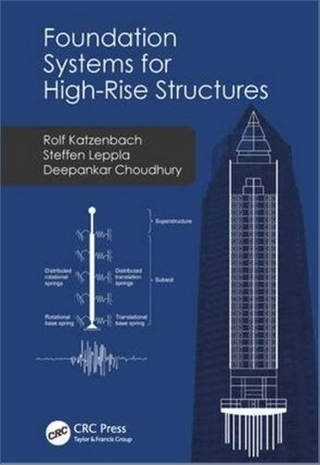 Foundation
Systems for
High-Rise Structures
Rolf Katzenbach
Steffen Leppla
Deepankar Choudhury
Superstructure
Distributed
rotational
springs
Distributed
translation
springs
Subsoil
Rotational
base spring
Translational
base spring
CRC
CRC Press
Taylor & Francis Group